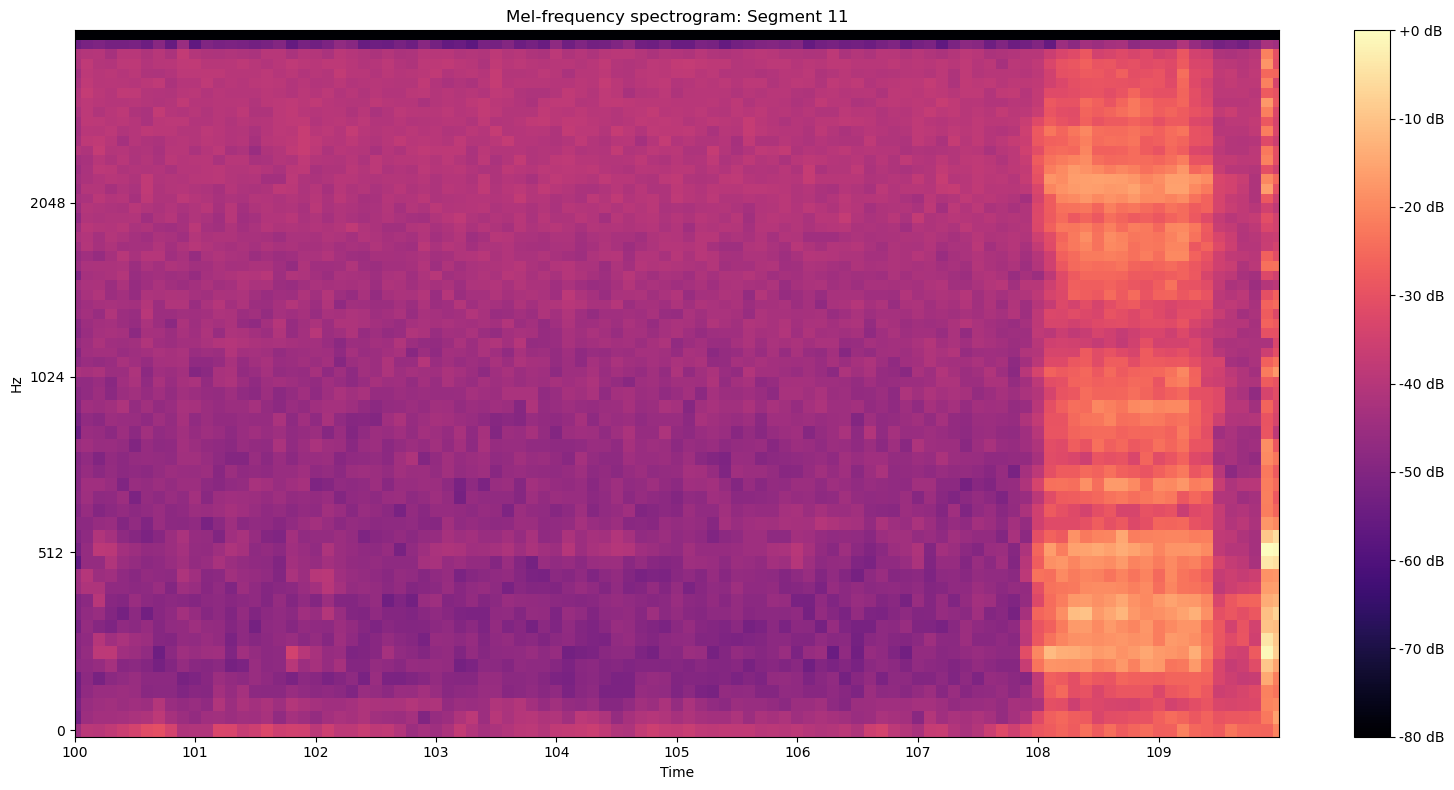 Mel-frequency spectrogram: Segment 11
+0 dB
-10 dB
-20 dB
-30 dB
-40 dB
-50 dB
-60 dB
-70 dB
-80 dB
Hz
2048
1024
512
0
100 101 102 103 104 105 106 107 108 109
Time